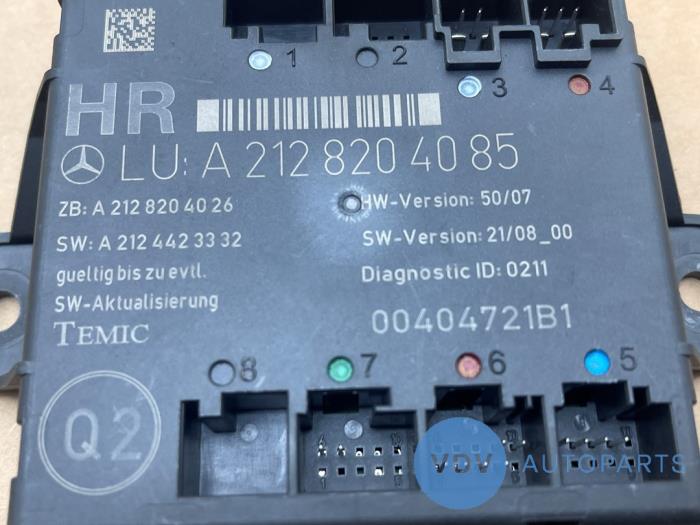 1 2 3 4
HR
LU: A 212 820 40 85
ZB: A 212 820 40 26
HW-Version: 50/07
SW: A 212 442 33 32
SW-Version: 21/08_00
gueltig bis zu evtl.
Diagnostic ID: 0211
SW-Aktualisierung
TEMIC
00404721B1
8 7 6 5
Q2
VDV AUTOPARTS